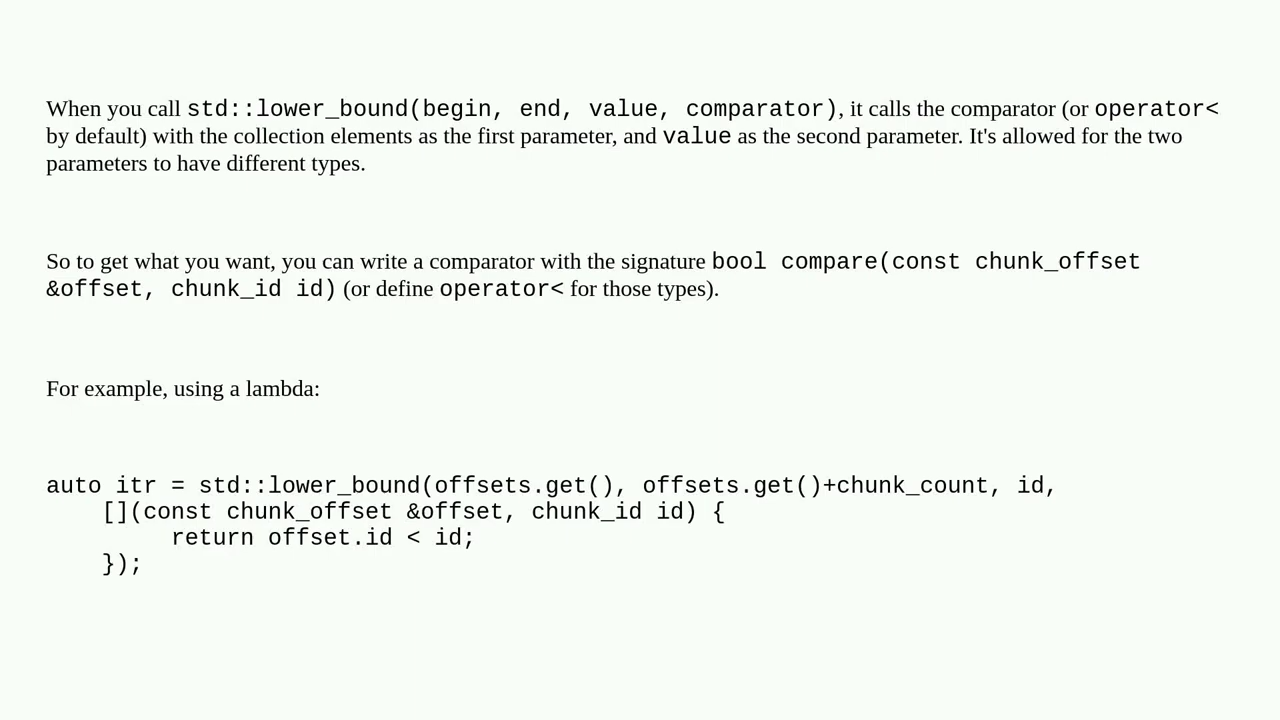 When you call std::lower_bound(begin, end, value, comparator), it calls the comparator (or operator<
by default) with the collection elements as the first parameter, and value as the second parameter. It's allowed for the two
parameters to have different types.
So to get what you want, you can write a comparator with the signature bool compare(const chunk_offset
&offset, chunk_id id) (or define operator< for those types).
For example, using a lambda:
auto itr = std::lower_bound(offsets.get(), offsets.get()+chunk_count, id,
    [](const chunk_offset &offset, chunk_id id) {
         return offset.id < id;
    });